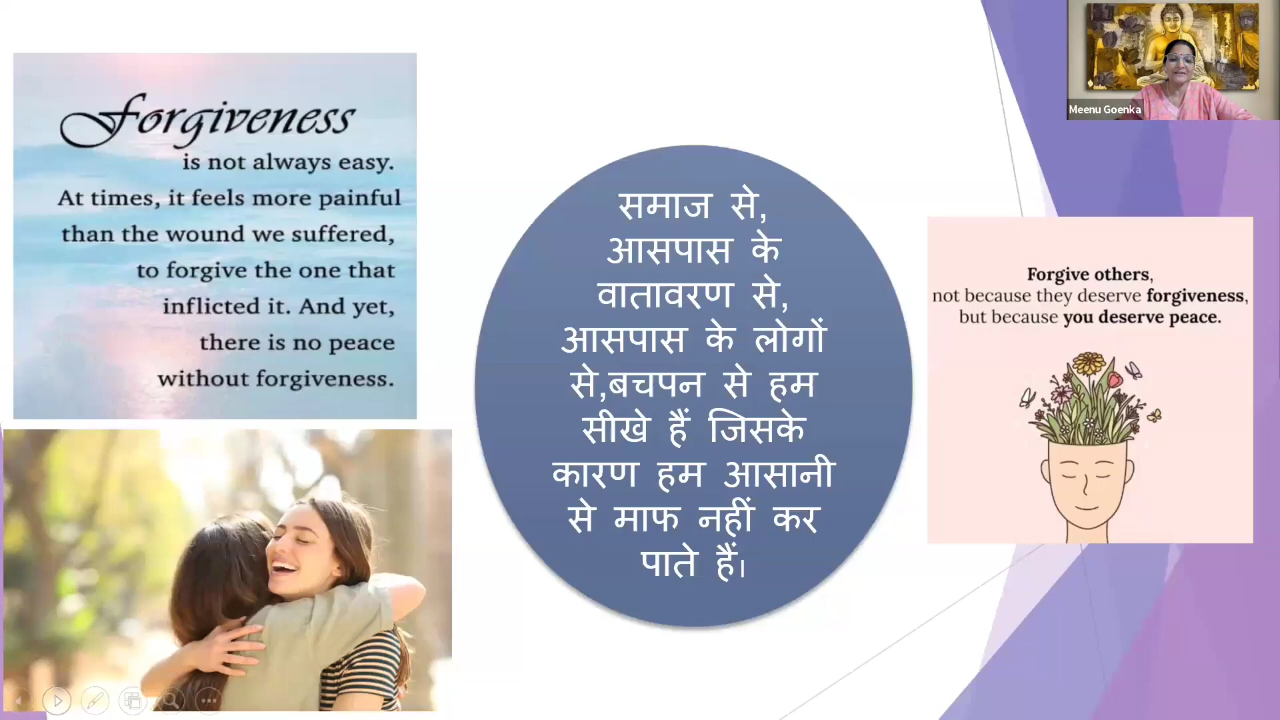 Forgiveness
is not always easy.
At times, it feels more painful
than the wound we suffered,
to forgive the one that
inflicted it. And yet,
there is no peace
without forgiveness.
समाज से,
आसपास के
वातावरण से,
आसपास के लोगों
से,बचपन से हम
सीखे हैं जिसके
कारण हम आसानी
से माफ नहीं कर
पाते हैं।
Meenu Goenka
Forgive others,
not because they deserve forgiveness,
but because you deserve peace.